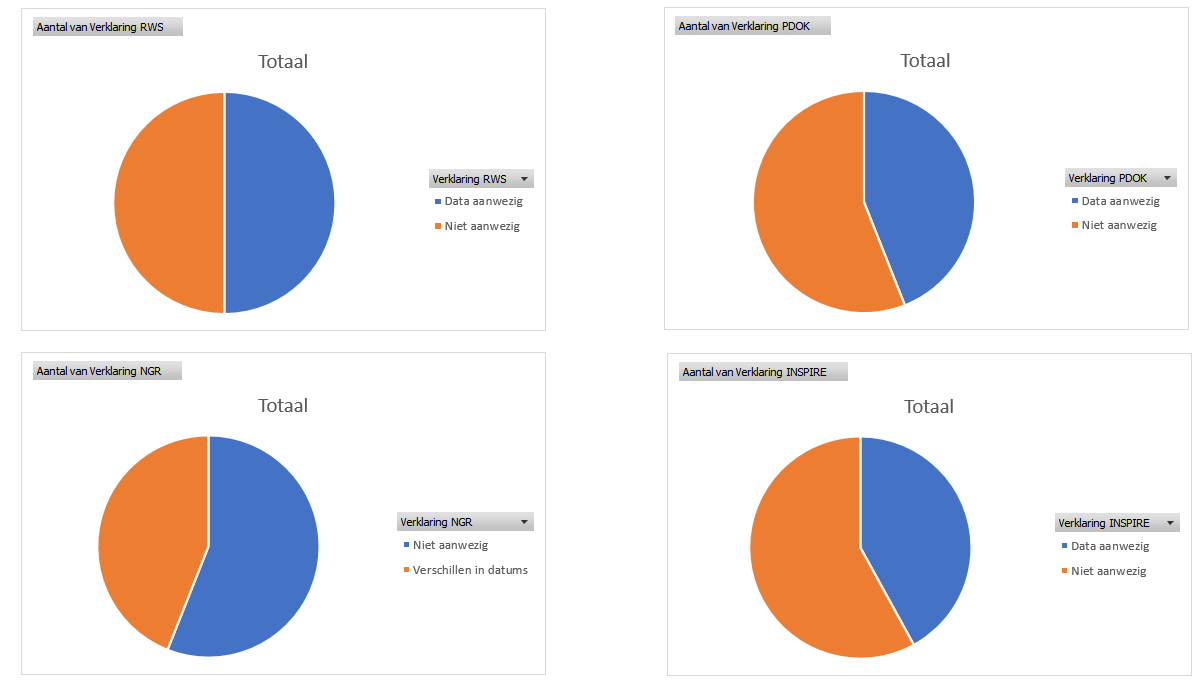 Aantal van Verklaring RWS
Totaal
Verklaring RWS
Data aanwezig
Niet aanwezig
Aantal van Verklaring PDOK
Totaal
Verklaring PDOK
Data aanwezig
Niet aanwezig
Aantal van Verklaring NGR
Totaal
Verklaring NGR
Niet aanwezig
Verschillen in datums
Aantal van Verklaring INSPIRE
Totaal
Verklaring INSPIRE
Data aanwezig
Niet aanwezig